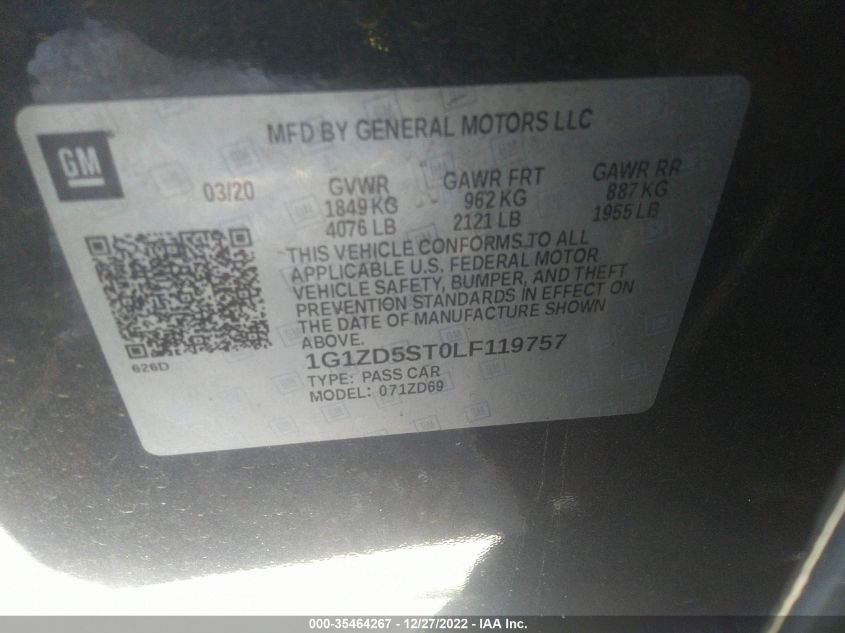 MFD BY GENERAL MOTORS LLC
GM
03/20
GVWR
1849 KG
4076 LB
GAWR FRT
962 KG
2121 LB
GAWR RR
887 KG
1955 LB
THIS VEHICLE CONFORMS TO ALL
APPLICABLE U.S. FEDERAL MOTOR
VEHICLE SAFETY, BUMPER, AND THEFT
PREVENTION STANDARDS IN EFFECT ON
THE DATE OF MANUFACTURE SHOWN
ABOVE.
626D
1G1ZD5ST0LF119757
TYPE: PASS CAR
MODEL: 071ZD69
000-35464267 - 12/27/2022 - IAA Inc.